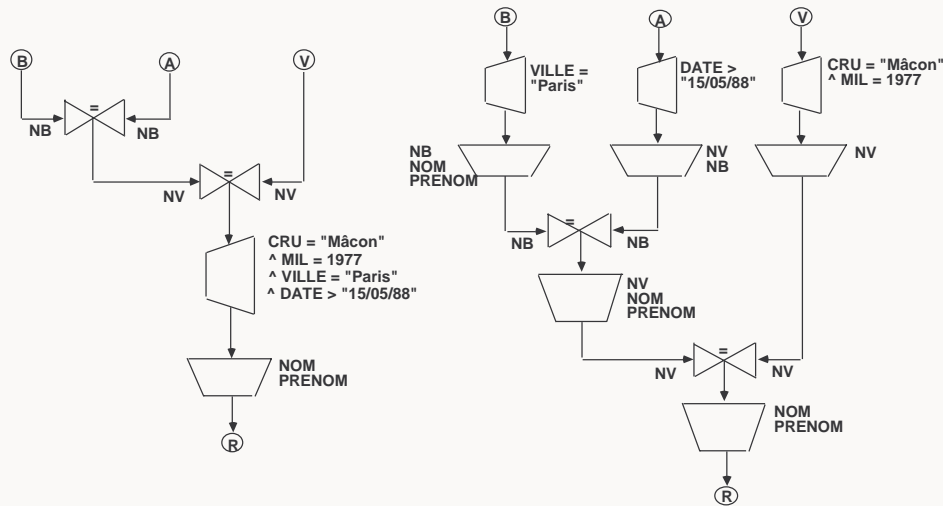 B
A
V
=
NB
NB
=
NV
NV
CRU = "Mâcon"
^ MIL = 1977
^ VILLE = "Paris"
^ DATE > "15/05/88"
NOM
PRENOM
R
B
A
V
VILLE =
"Paris"
DATE >
"15/05/88"
CRU = "Mâcon"
^ MIL = 1977
NB
NOM
PRENOM
NV
NB
NV
=
NB
NB
NV
NOM
PRENOM
=
NV
NV
NOM
PRENOM
R